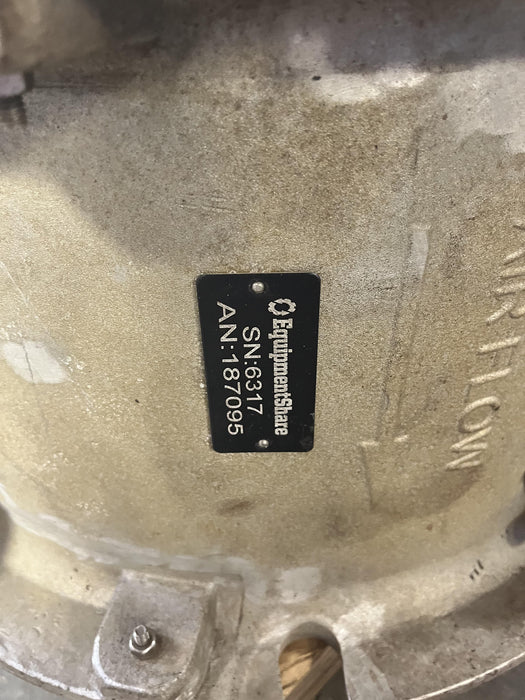 EquipmentShare
SN:6317
AN:187095
AIR FLOW